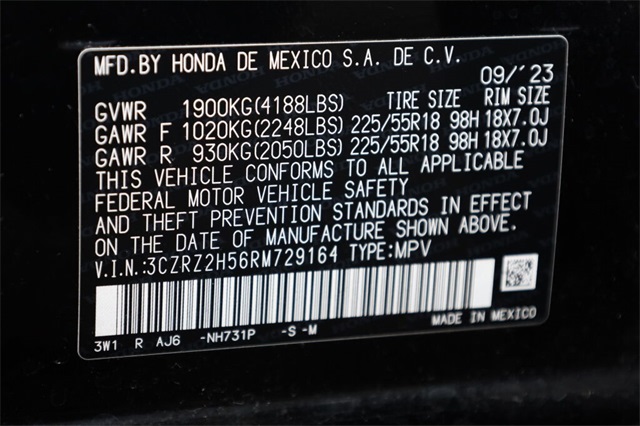 MFD.BY HONDA DE MEXICO S.A. DE C.V.
09/´23
GVWR 1900KG(4188LBS) TIRE SIZE RIM SIZE
GAWR F 1020KG(2248LBS) 225/55R18 98H 18X7.0J
GAWR R 930KG(2050LBS) 225/55R18 98H 18X7.0J
THIS VEHICLE CONFORMS TO ALL APPLICABLE
FEDERAL MOTOR VEHICLE SAFETY
AND THEFT PREVENTION STANDARDS IN EFFECT
ON THE DATE OF MANUFACTURE SHOWN ABOVE.
V.I.N.:3CZRZ2H56RM729164 TYPE:MPV
MADE IN MEXICO
3W1 R AJ6 -NH731P -S -M